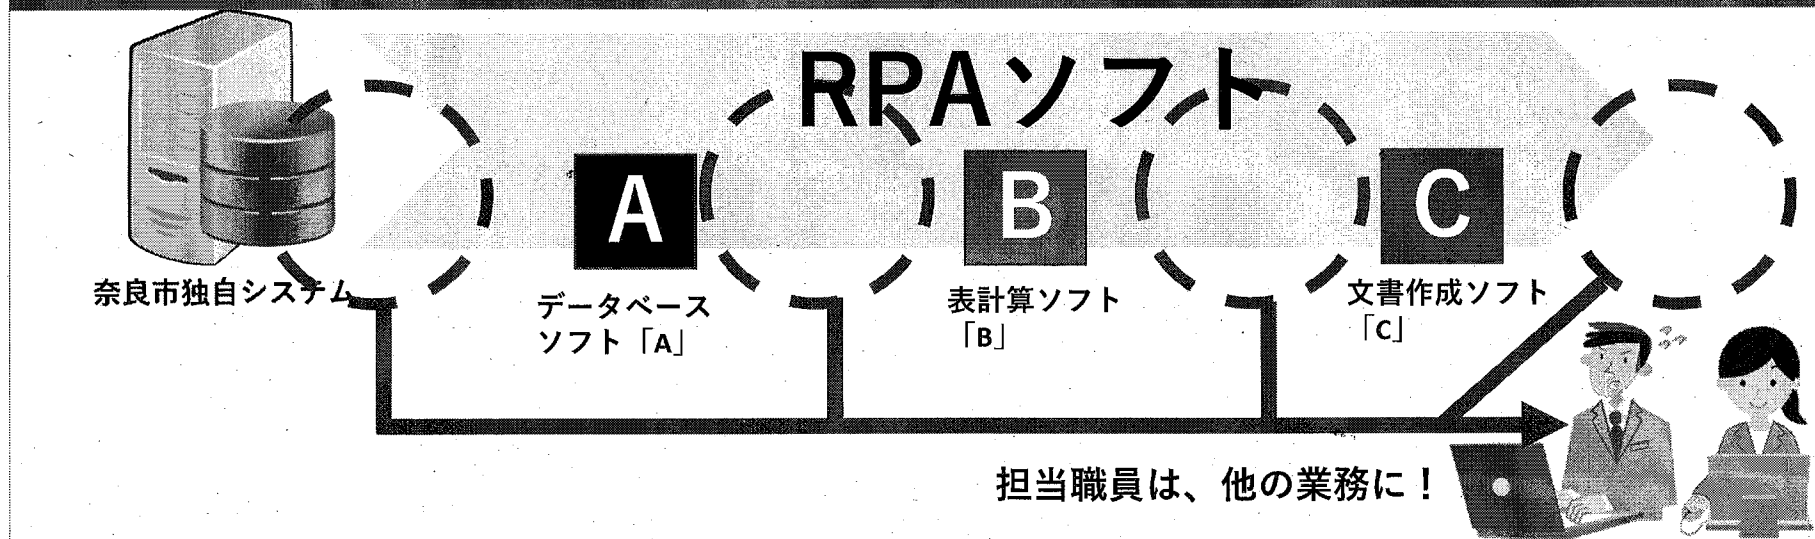 RPAソフト
A
B
C
奈良市独自システム
データベース
ソフト「A」
表計算ソフト
「B」
文書作成ソフト
「C」
担当職員は、他の業務に!